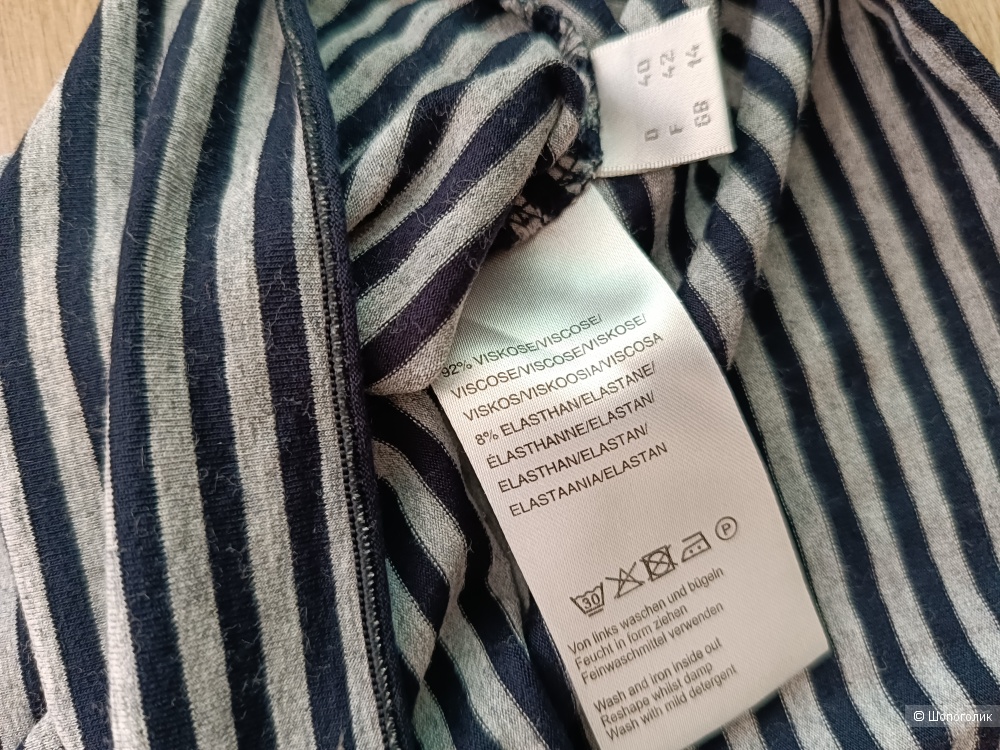 D 40
F 42
GB 14
92% VISKOSE/VISCOSE/
VISCOSE/VISCOSE/VISKOSE/
VISKOS/VISKOOSIA/VISCOSA
8% ELASTHAN/ELASTANE/
ÉLASTHANNE/ELASTAN/
ELASTHAN/ELASTAN/
ELASTAANIA/ELASTAN
30 P
Von links waschen und bügeln
Feucht in form ziehen
Feinwaschmittel verwenden
Wash and iron inside out
Reshape whilst damp
Wash with mild detergent
© Шопоголик